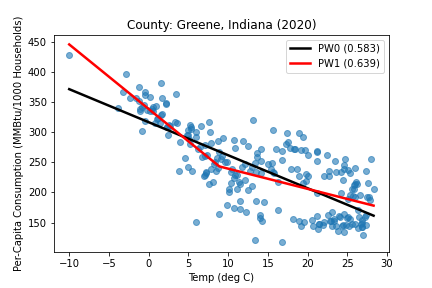 County: Greene, Indiana (2020)
Per-Capita Consumption (MMBtu/1000 Households)
450
400
350
300
250
200
150
PW0 (0.583)
PW1 (0.639)
−10 −5 0 5 10 15 20 25 30
Temp (deg C)